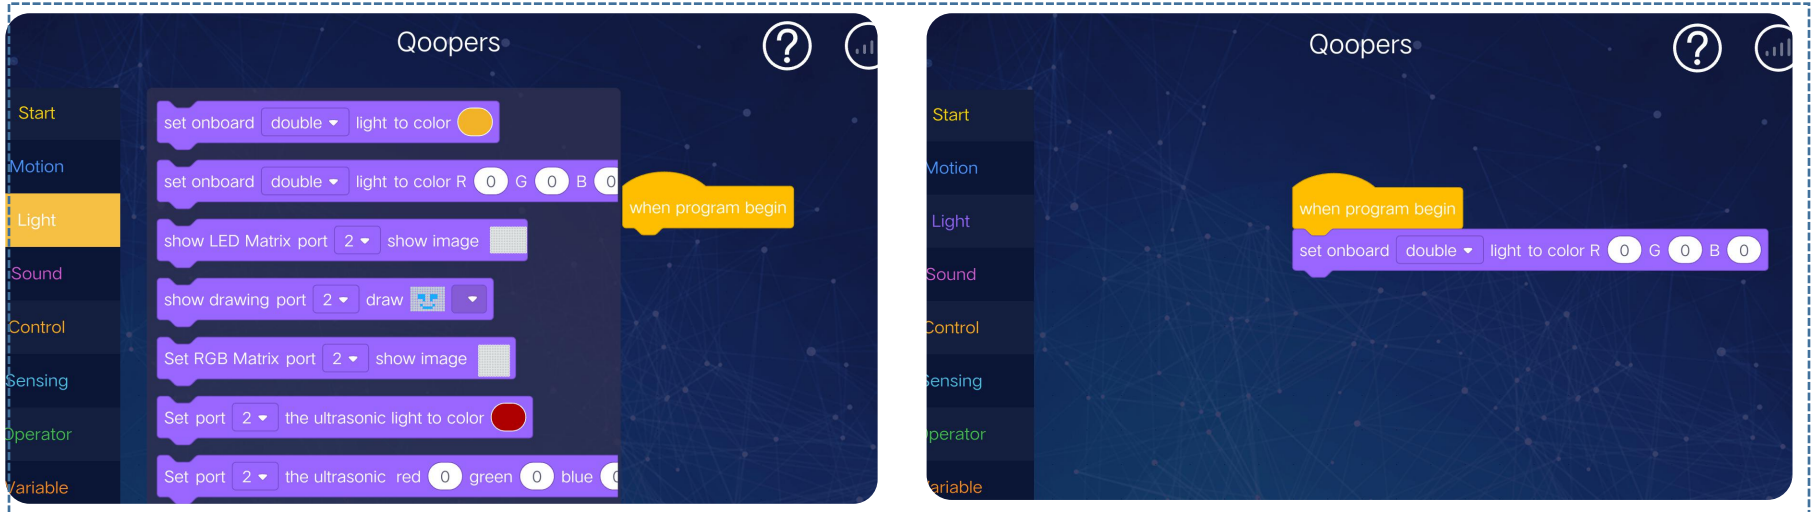 Qoopers
Start
Motion
Light
Sound
Control
Sensing
Operator
Variable
set onboard double light to color
set onboard double light to color R 0 G 0 B 0
show LED Matrix port 2 show image
show drawing port 2 draw
Set RGB Matrix port 2 show image
Set port 2 the ultrasonic light to color
Set port 2 the ultrasonic red 0 green 0 blue 0
when program begin
Qoopers
Start
Motion
Light
Sound
Control
Sensing
Operator
Variable
when program begin
set onboard double light to color R 0 G 0 B 0